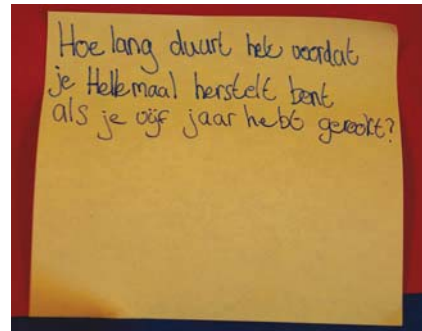 Hoe lang duurt het voordat
je Hellemaal herstelt bent
als je vijf jaar hebt gerookt?